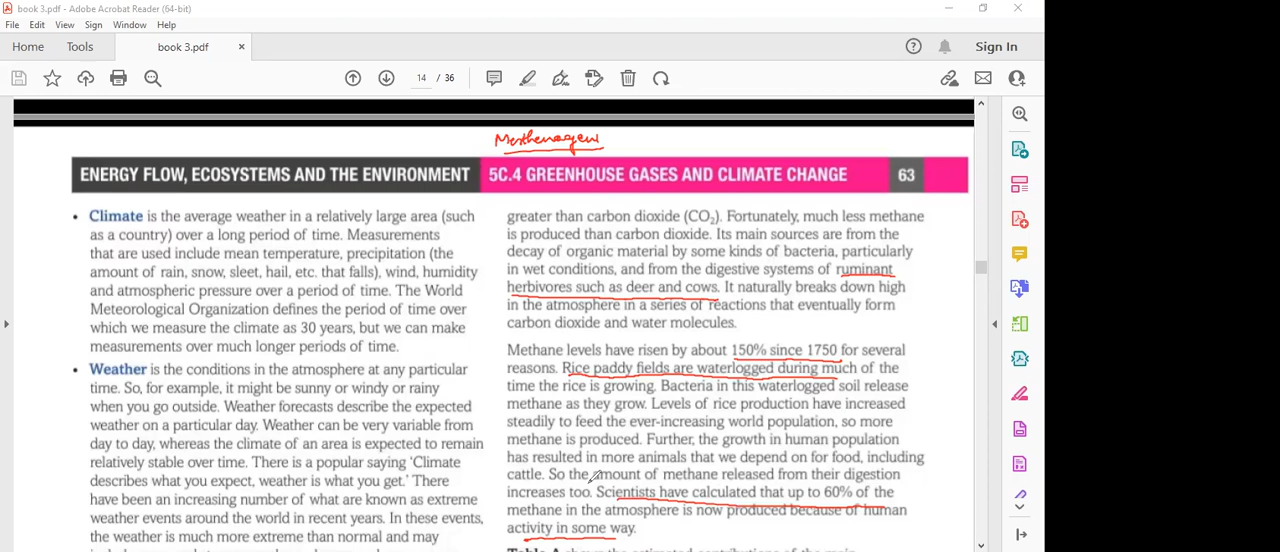 book 3.pdf - Adobe Acrobat Reader (64-bit)
File Edit View Sign Window Help
Home Tools book 3.pdf × Sign In
14 / 36
ENERGY FLOW, ECOSYSTEMS AND THE ENVIRONMENT 5C.4 GREENHOUSE GASES AND CLIMATE CHANGE 63
• Climate is the average weather in a relatively large area (such
as a country) over a long period of time. Measurements
that are used include mean temperature, precipitation (the
amount of rain, snow, sleet, hail, etc. that falls), wind, humidity
and atmospheric pressure over a period of time. The World
Meteorological Organization defines the period of time over
which we measure the climate as 30 years, but we can make
measurements over much longer periods of time.
• Weather is the conditions in the atmosphere at any particular
time. So, for example, it might be sunny or windy or rainy
when you go outside. Weather forecasts describe the expected
weather on a particular day. Weather can be very variable from
day to day, whereas the climate of an area is expected to remain
relatively stable over time. There is a popular saying ‘Climate
describes what you expect, weather is what you get.’ There
have been an increasing number of what are known as extreme
weather events around the world in recent years. In these events,
the weather is much more extreme than normal and may
greater than carbon dioxide (CO₂). Fortunately, much less methane
is produced than carbon dioxide. Its main sources are from the
decay of organic material by some kinds of bacteria, particularly
in wet conditions, and from the digestive systems of ruminant
herbivores such as deer and cows. It naturally breaks down high
in the atmosphere in a series of reactions that eventually form
carbon dioxide and water molecules.
Methane levels have risen by about 150% since 1750 for several
reasons. Rice paddy fields are waterlogged during much of the
time the rice is growing. Bacteria in this waterlogged soil release
methane as they grow. Levels of rice production have increased
steadily to feed the ever-increasing world population, so more
methane is produced. Further, the growth in human population
has resulted in more animals that we depend on for food, including
cattle. So the amount of methane released from their digestion
increases too. Scientists have calculated that up to 60% of the
methane in the atmosphere is now produced because of human
activity in some way.
Table A shows the estimated contributions of the main